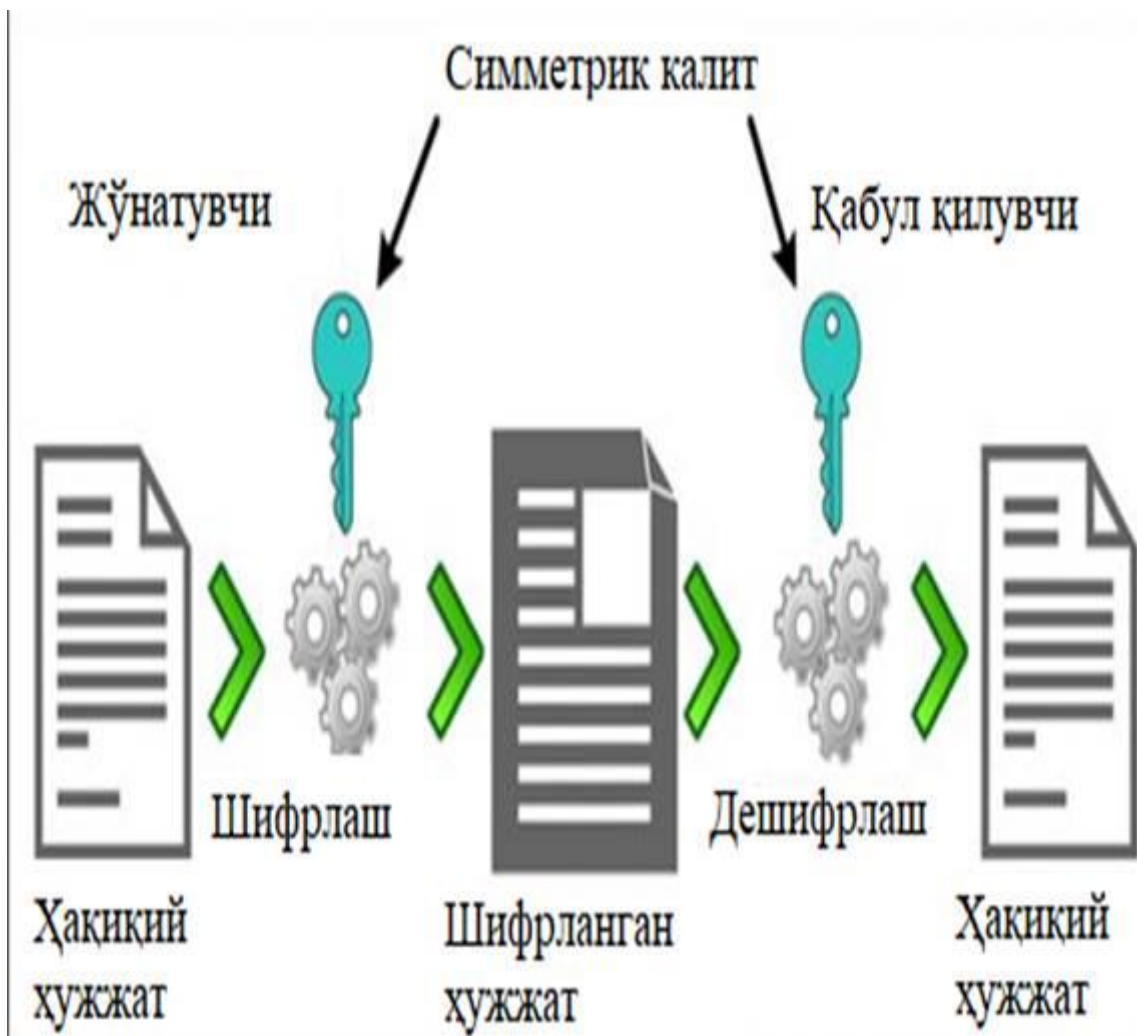 Симметрик калит
Жўнатувчи
Қабул қилувчи
Шифрлаш
Дешифрлаш
Ҳақиқий
ҳужжат
Шифрланган
ҳужжат
Ҳақиқий
ҳужжат